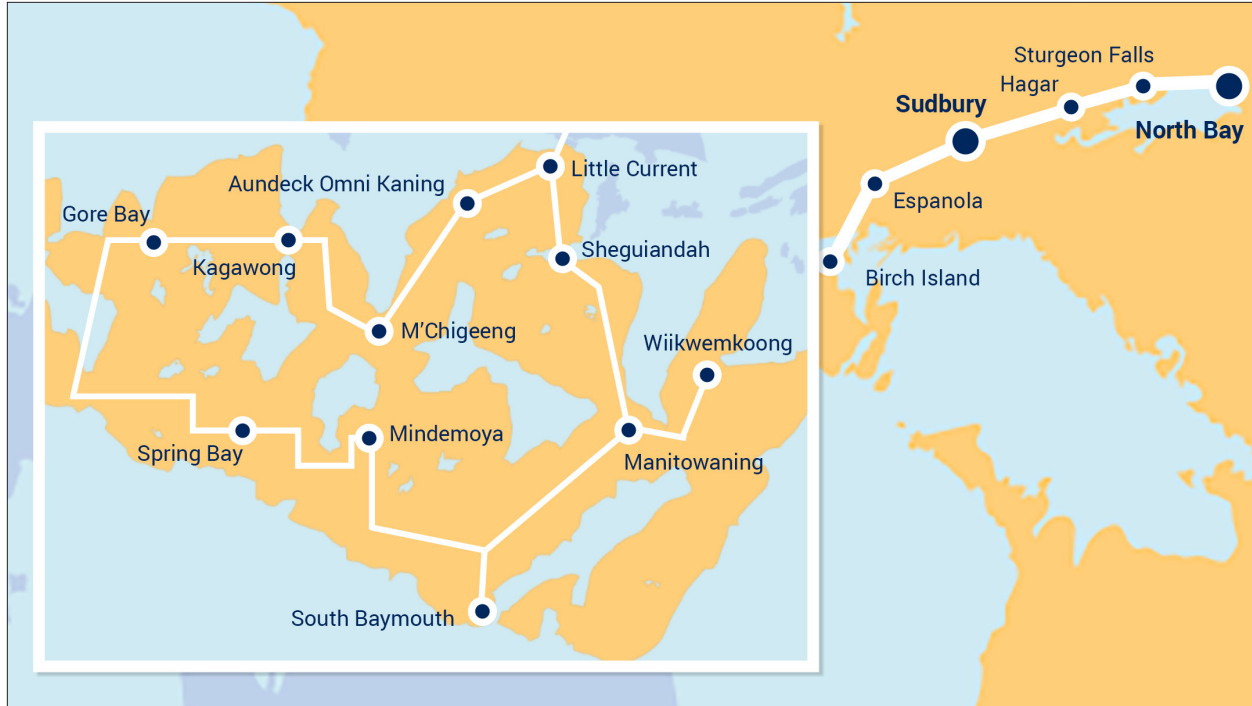 Sturgeon Falls
Hagar
Sudbury
North Bay
Espanola
Birch Island
Little Current
Aundeck Omni Kaning
Gore Bay
Kagawong
Sheguiandah
M'Chigeeng
Wiikwemkoong
Mindemoya
Spring Bay
Manitowaning
South Baymouth